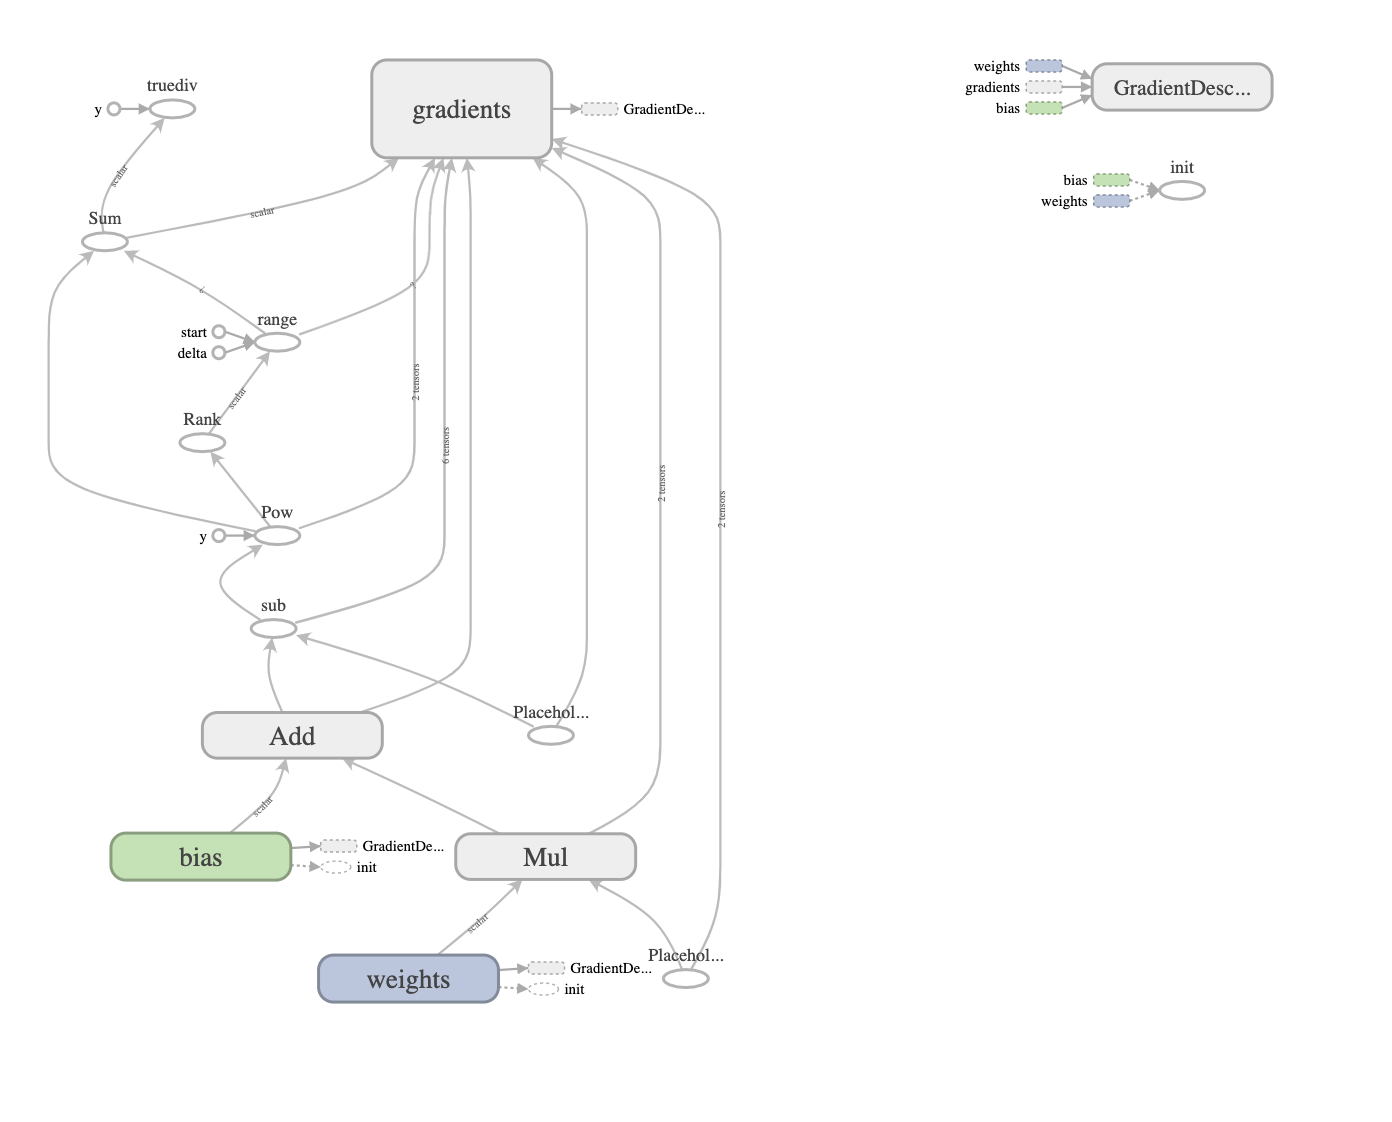 gradients
GradientDe...
truediv
y
scalar
Sum
scalar
range
start
delta
scalar
Rank
2 tensors
6 tensors
2 tensors
2 tensors
Pow
y
sub
Placehol...
Add
scalar
bias
GradientDe...
init
Mul
scalar
Placehol...
weights
GradientDe...
init
weights
gradients
bias
GradientDesc...
init
bias
weights